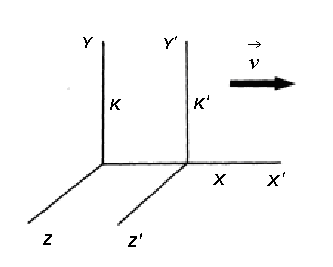 Y Y'
v
K K'
X X'
Z Z'